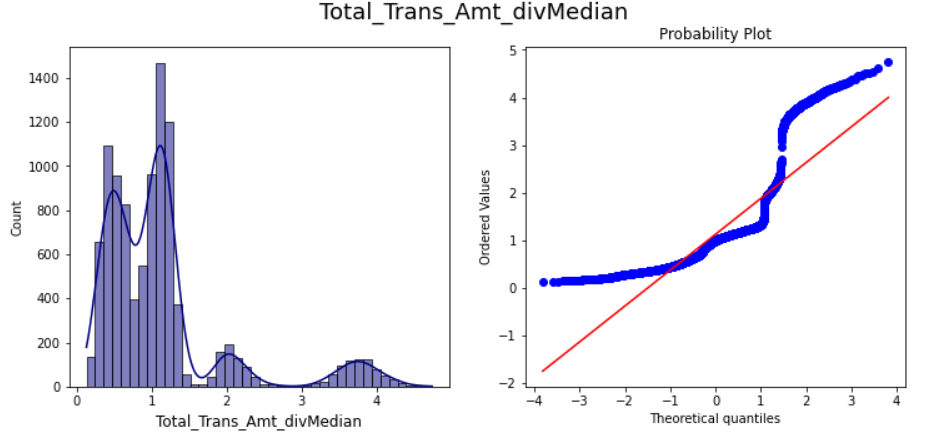 Total_Trans_Amt_divMedian
Count
1400
1200
1000
800
600
400
200
0
0 1 2 3 4
Total_Trans_Amt_divMedian
Probability Plot
Ordered Values
5
4
3
2
1
0
−1
−2
−4 −3 −2 −1 0 1 2 3 4
Theoretical quantiles